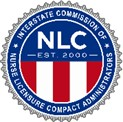 INTERSTATE COMMISSION OF
NURSE LICENSURE COMPACT ADMINISTRATORS
NLC
EST. 2000